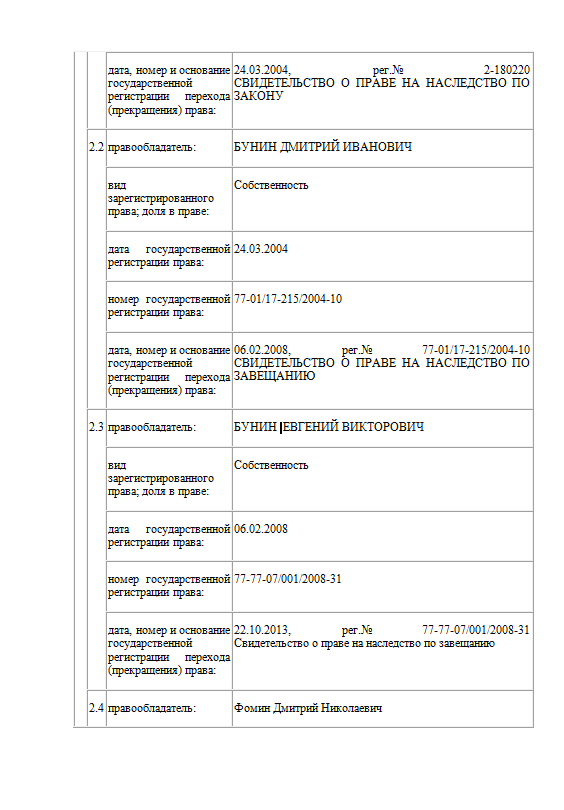 дата, номер и основание государственной регистрации перехода (прекращения) права:
24.03.2004, рег.№ 2-180220
СВИДЕТЕЛЬСТВО О ПРАВЕ НА НАСЛЕДСТВО ПО
ЗАКОНУ
2.2 правообладатель: БУНИН ДМИТРИЙ ИВАНОВИЧ
вид
зарегистрированного
права; доля в праве:
Собственность
дата государственной
регистрации права:
24.03.2004
номер государственной
регистрации права:
77-01/17-215/2004-10
дата, номер и основание
государственной
регистрации перехода
(прекращения) права:
06.02.2008, рег.№ 77-01/17-215/2004-10
СВИДЕТЕЛЬСТВО О ПРАВЕ НА НАСЛЕДСТВО ПО
ЗАВЕЩАНИЮ
2.3 правообладатель: БУНИН ЕВГЕНИЙ ВИКТОРОВИЧ
вид
зарегистрированного
права; доля в праве:
Собственность
дата государственной
регистрации права:
06.02.2008
номер государственной
регистрации права:
77-77-07/001/2008-31
дата, номер и основание
государственной
регистрации перехода
(прекращения) права:
22.10.2013, рег.№ 77-77-07/001/2008-31
Свидетельство о праве на наследство по завещанию
2.4 правообладатель: Фомин Дмитрий Николаевич